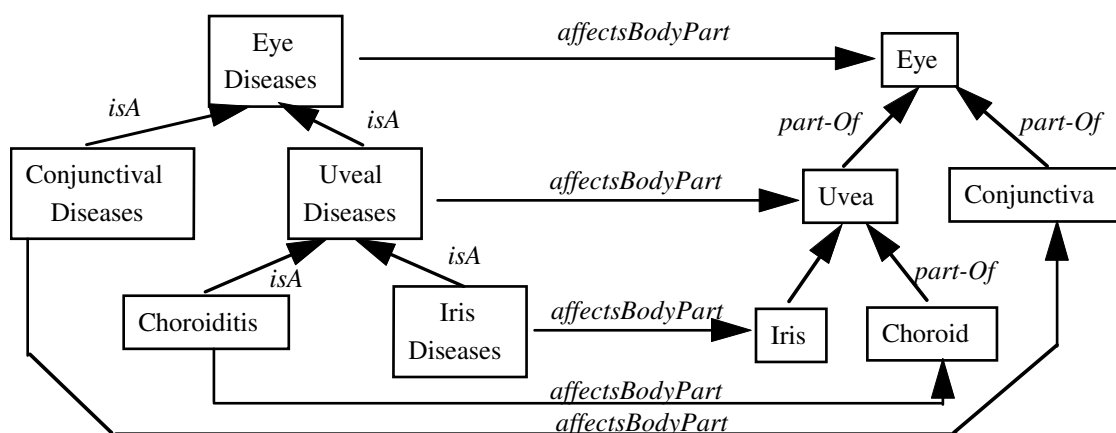 affectsBodyPart
Eye
Diseases
Eye
isA
isA
part-Of
part-Of
Conjunctival
Diseases
Uveal
Diseases
affectsBodyPart
Uvea
Conjunctiva
isA
isA
part-Of
Choroiditis
Iris
Diseases
affectsBodyPart
Iris
Choroid
affectsBodyPart
affectsBodyPart